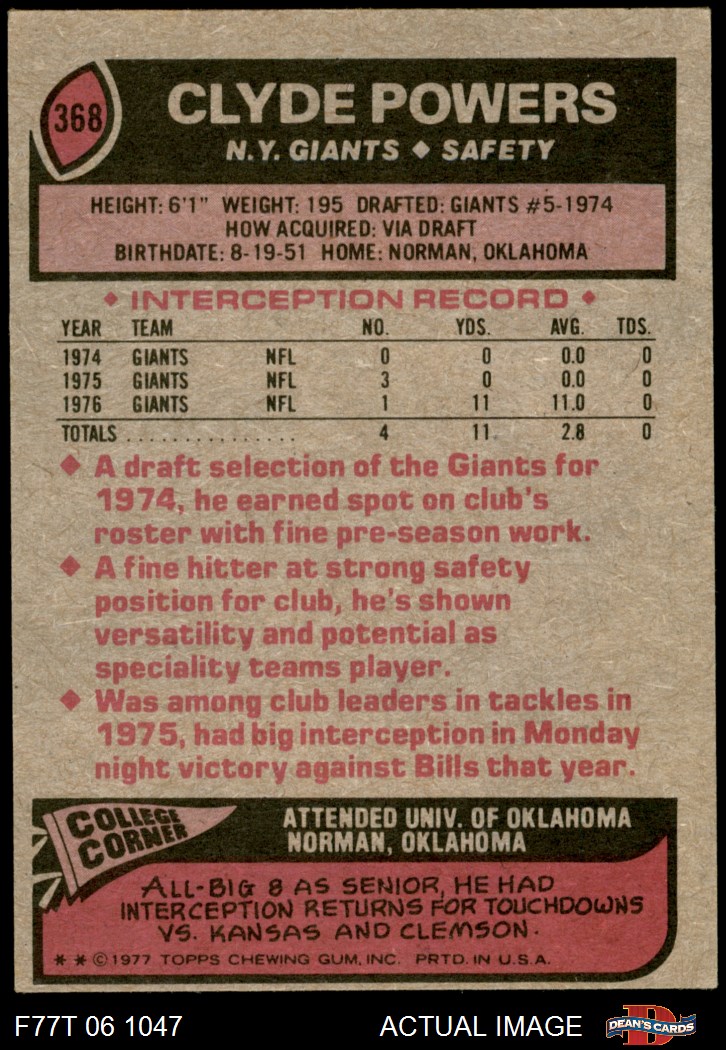 368
CLYDE POWERS
N.Y. GIANTS ◆ SAFETY
HEIGHT: 6'1" WEIGHT: 195 DRAFTED: GIANTS #5-1974
HOW ACQUIRED: VIA DRAFT
BIRTHDATE: 8-19-51 HOME: NORMAN, OKLAHOMA
◆ INTERCEPTION RECORD ◆
YEAR TEAM NO. YDS. AVG. TDS.
1974 GIANTS NFL 0 0 0.0 0
1975 GIANTS NFL 3 0 0.0 0
1976 GIANTS NFL 1 11 11.0 0
TOTALS ................ 4 11 2.8 0
◆ A draft selection of the Giants for
1974, he earned spot on club's
roster with fine pre-season work.
◆ A fine hitter at strong safety
position for club, he's shown
versatility and potential as
speciality teams player.
◆ Was among club leaders in tackles in
1975, had big interception in Monday
night victory against Bills that year.
COLLEGE
CORNER
ATTENDED UNIV. OF OKLAHOMA
NORMAN, OKLAHOMA
ALL-BIG 8 AS SENIOR, HE HAD
INTERCEPTION RETURNS FOR TOUCHDOWNS
VS. KANSAS AND CLEMSON.
** © 1977 TOPPS CHEWING GUM, INC. PRTD. IN U.S.A.
F77T 06 1047
ACTUAL IMAGE
D
DEAN'S CARDS